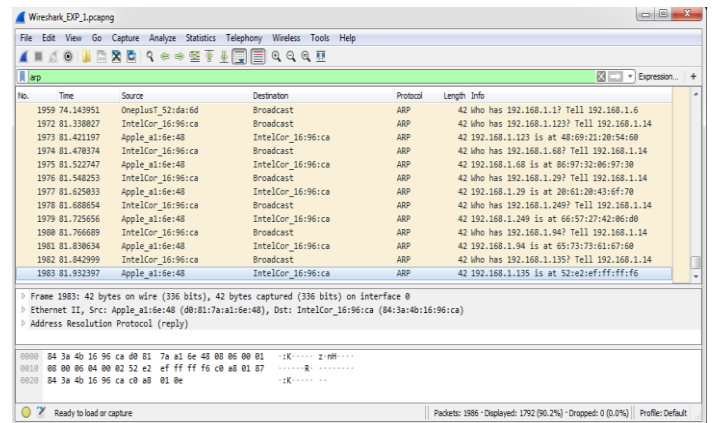 Wireshark_EXP_1.pcapng
File Edit View Go Capture Analyze Statistics Telephony Wireless Tools Help
arp Expression... +
No. Time Source Destination Protocol Length Info
1959 74.143951 OneplusT_52:da:6d Broadcast ARP 42 Who has 192.168.1.1? Tell 192.168.1.6
1972 81.338027 IntelCor_16:96:ca Broadcast ARP 42 Who has 192.168.1.123? Tell 192.168.1.14
1973 81.421197 Apple_a1:6e:48 IntelCor_16:96:ca ARP 42 192.168.1.123 is at 48:69:21:20:54:60
1974 81.470374 IntelCor_16:96:ca Broadcast ARP 42 Who has 192.168.1.68? Tell 192.168.1.14
1975 81.522747 Apple_a1:6e:48 IntelCor_16:96:ca ARP 42 192.168.1.68 is at 86:97:32:06:97:30
1976 81.548253 IntelCor_16:96:ca Broadcast ARP 42 Who has 192.168.1.29? Tell 192.168.1.14
1977 81.625033 Apple_a1:6e:48 IntelCor_16:96:ca ARP 42 192.168.1.29 is at 20:61:20:43:6f:70
1978 81.688654 IntelCor_16:96:ca Broadcast ARP 42 Who has 192.168.1.249? Tell 192.168.1.14
1979 81.725656 Apple_a1:6e:48 IntelCor_16:96:ca ARP 42 192.168.1.249 is at 66:57:27:42:06:d0
1980 81.766689 IntelCor_16:96:ca Broadcast ARP 42 Who has 192.168.1.94? Tell 192.168.1.14
1981 81.830634 Apple_a1:6e:48 IntelCor_16:96:ca ARP 42 192.168.1.94 is at 65:73:73:61:67:60
1982 81.842999 IntelCor_16:96:ca Broadcast ARP 42 Who has 192.168.1.135? Tell 192.168.1.14
1983 81.932397 Apple_a1:6e:48 IntelCor_16:96:ca ARP 42 192.168.1.135 is at 52:e2:ef:ff:ff:f6
Frame 1983: 42 bytes on wire (336 bits), 42 bytes captured (336 bits) on interface 0
Ethernet II, Src: Apple_a1:6e:48 (d0:81:7a:a1:6e:48), Dst: IntelCor_16:96:ca (84:3a:4b:16:96:ca)
Address Resolution Protocol (reply)
0000 84 3a 4b 16 96 ca d0 81 7a a1 6e 48 08 06 00 01 ·:K····· z·nH····
0010 08 00 06 04 00 02 52 e2 ef ff ff f6 c0 a8 01 87 ······R· ········
0020 84 3a 4b 16 96 ca c0 a8 01 0e ·:K····· ··
Ready to load or capture Packets: 1986 · Displayed: 1792 (90.2%) · Dropped: 0 (0.0%) Profile: Default